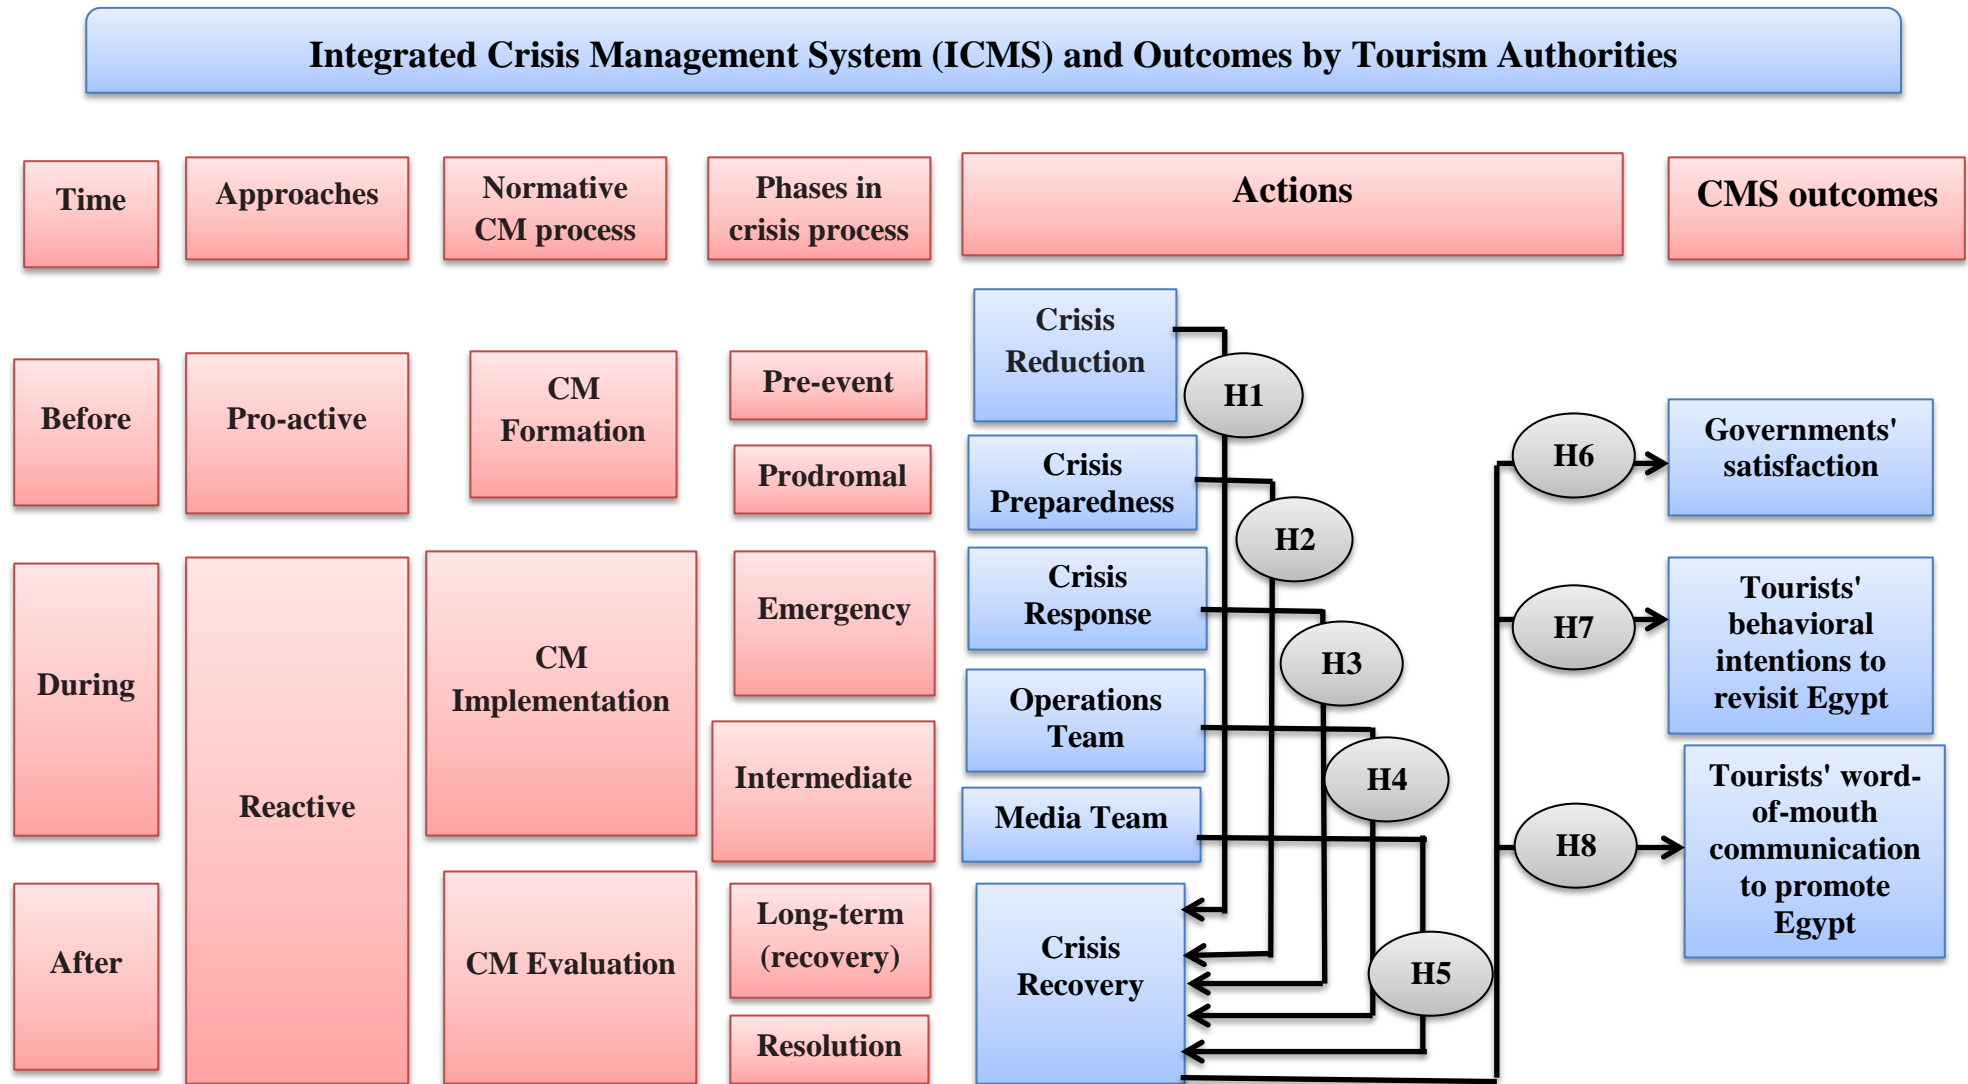 Integrated Crisis Management System (ICMS) and Outcomes by Tourism Authorities
Time
Approaches
Normative
CM process
Phases in
crisis process
Actions
CMS outcomes
Before
Pro-active
CM
Formation
Pre-event
Prodromal
Crisis
Reduction
H1
Crisis
Preparedness
H2
H6
Governments'
satisfaction
During
Reactive
CM
Implementation
Emergency
Intermediate
Crisis
Response
H3
Operations
Team
H4
Media Team
H5
H7
Tourists'
behavioral
intentions to
revisit Egypt
H8
Tourists' word-
of-mouth
communication
to promote
Egypt
After
CM Evaluation
Long-term
(recovery)
Resolution
Crisis
Recovery